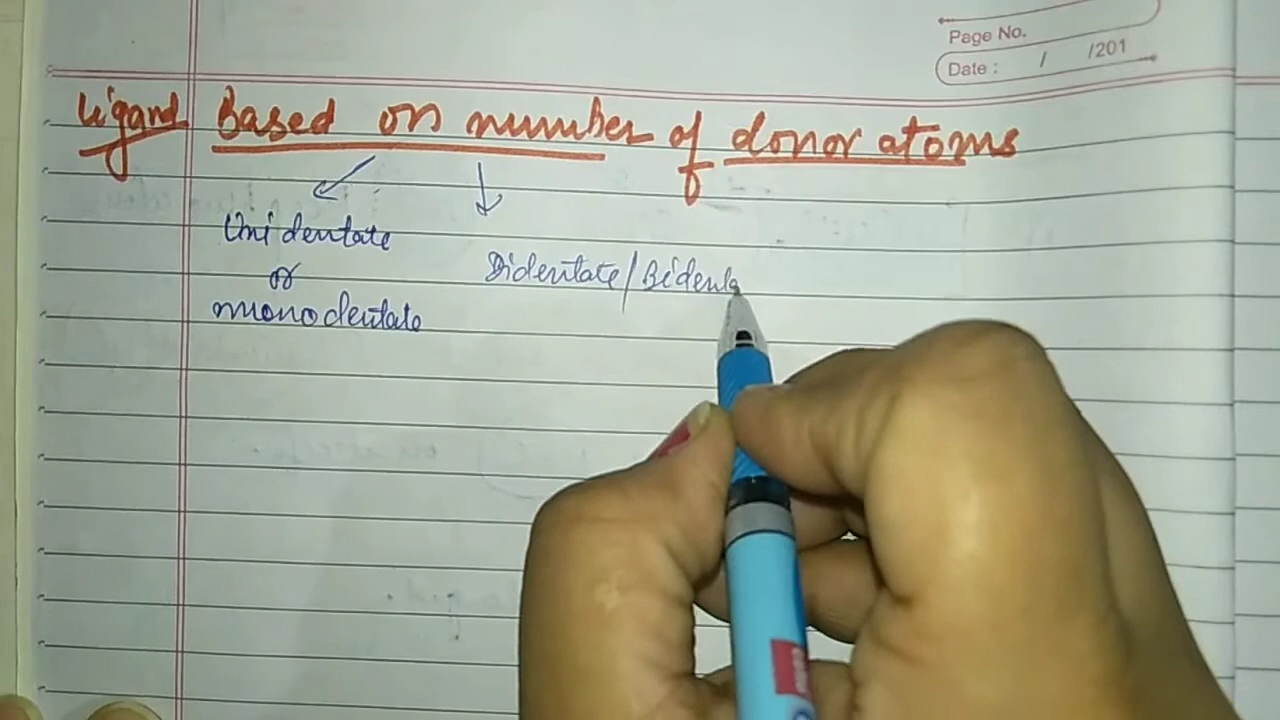 Page No.
Date : / /201
Ligand Based on number of donor atoms
Unidentate
or
monodentate
Didentate/Bidenta